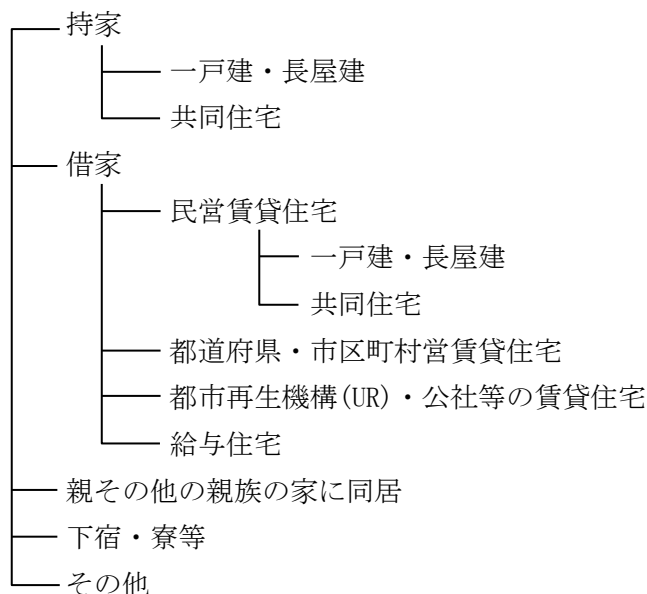 持家
一戸建・長屋建
共同住宅
借家
民営賃貸住宅
一戸建・長屋建
共同住宅
都道府県・市区町村営賃貸住宅
都市再生機構(UR)・公社等の賃貸住宅
給与住宅
親その他の親族の家に同居
下宿・寮等
その他